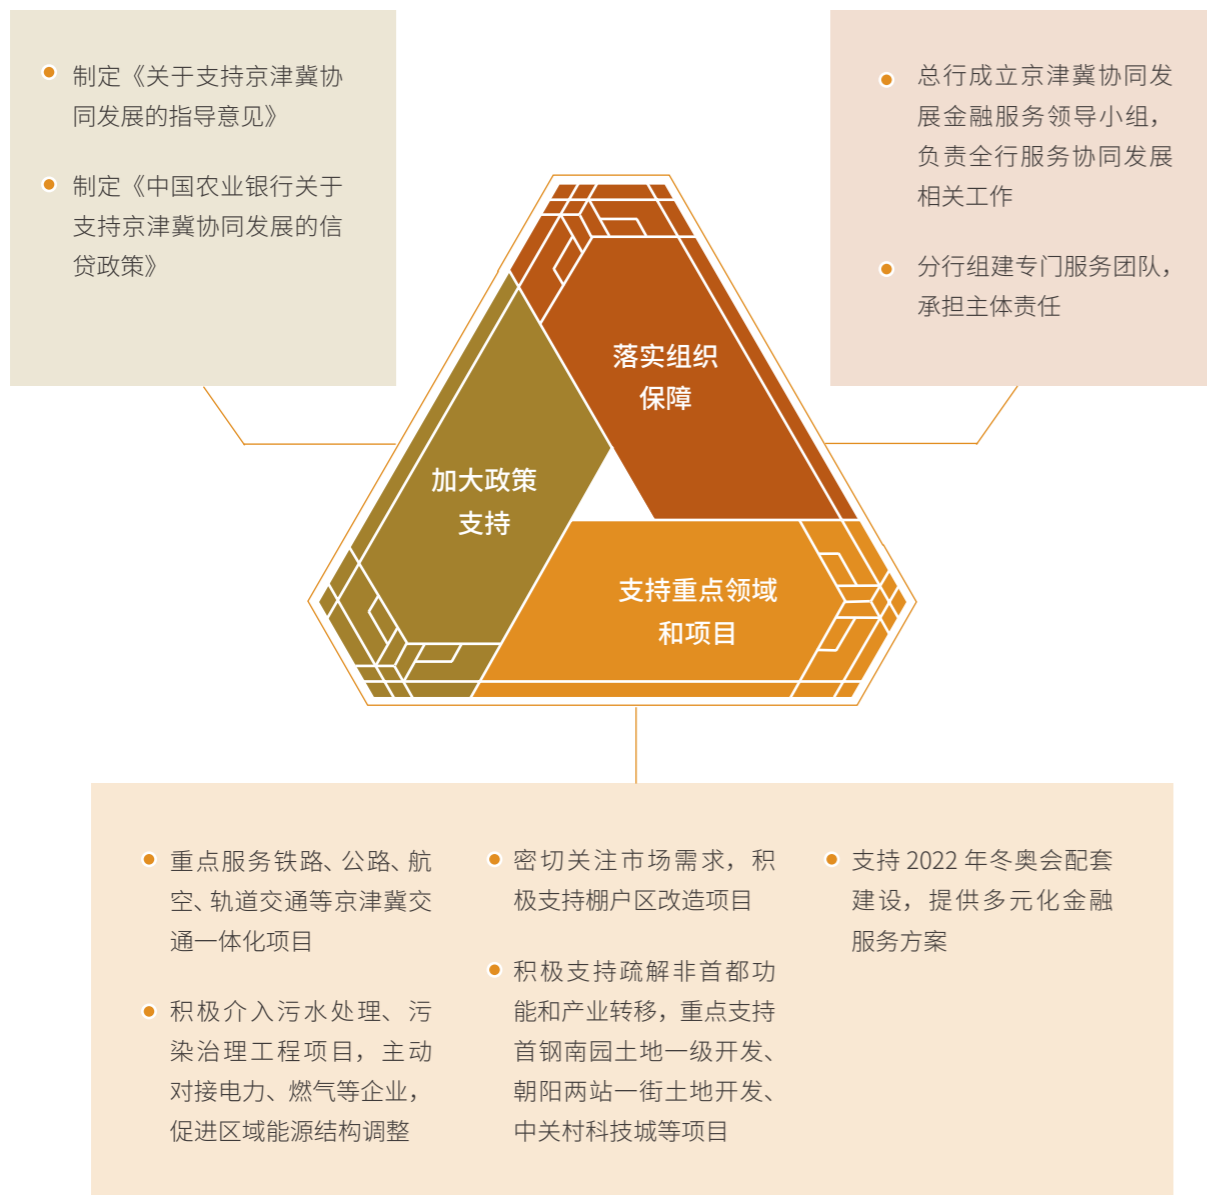 制定《关于支持京津冀协
同发展的指导意见》
制定《中国农业银行关于
支持京津冀协同发展的信
贷政策》
总行成立京津冀协同发
展金融服务领导小组，
负责全行服务协同发展
相关工作
分行组建专门服务团队，
承担主体责任
落实组织
保障
加大政策
支持
支持重点领域
和项目
重点服务铁路、公路、航
空、轨道交通等京津冀交
通一体化项目
积极介入污水处理、污
染治理工程项目，主动
对接电力、燃气等企业，
促进区域能源结构调整
密切关注市场需求，积
极支持棚户区改造项目
积极支持疏解非首都功
能和产业转移，重点支持
首钢南园土地一级开发、
朝阳两站一街土地开发、
中关村科技城等项目
支持 2022 年冬奥会配套
建设，提供多元化金融
服务方案